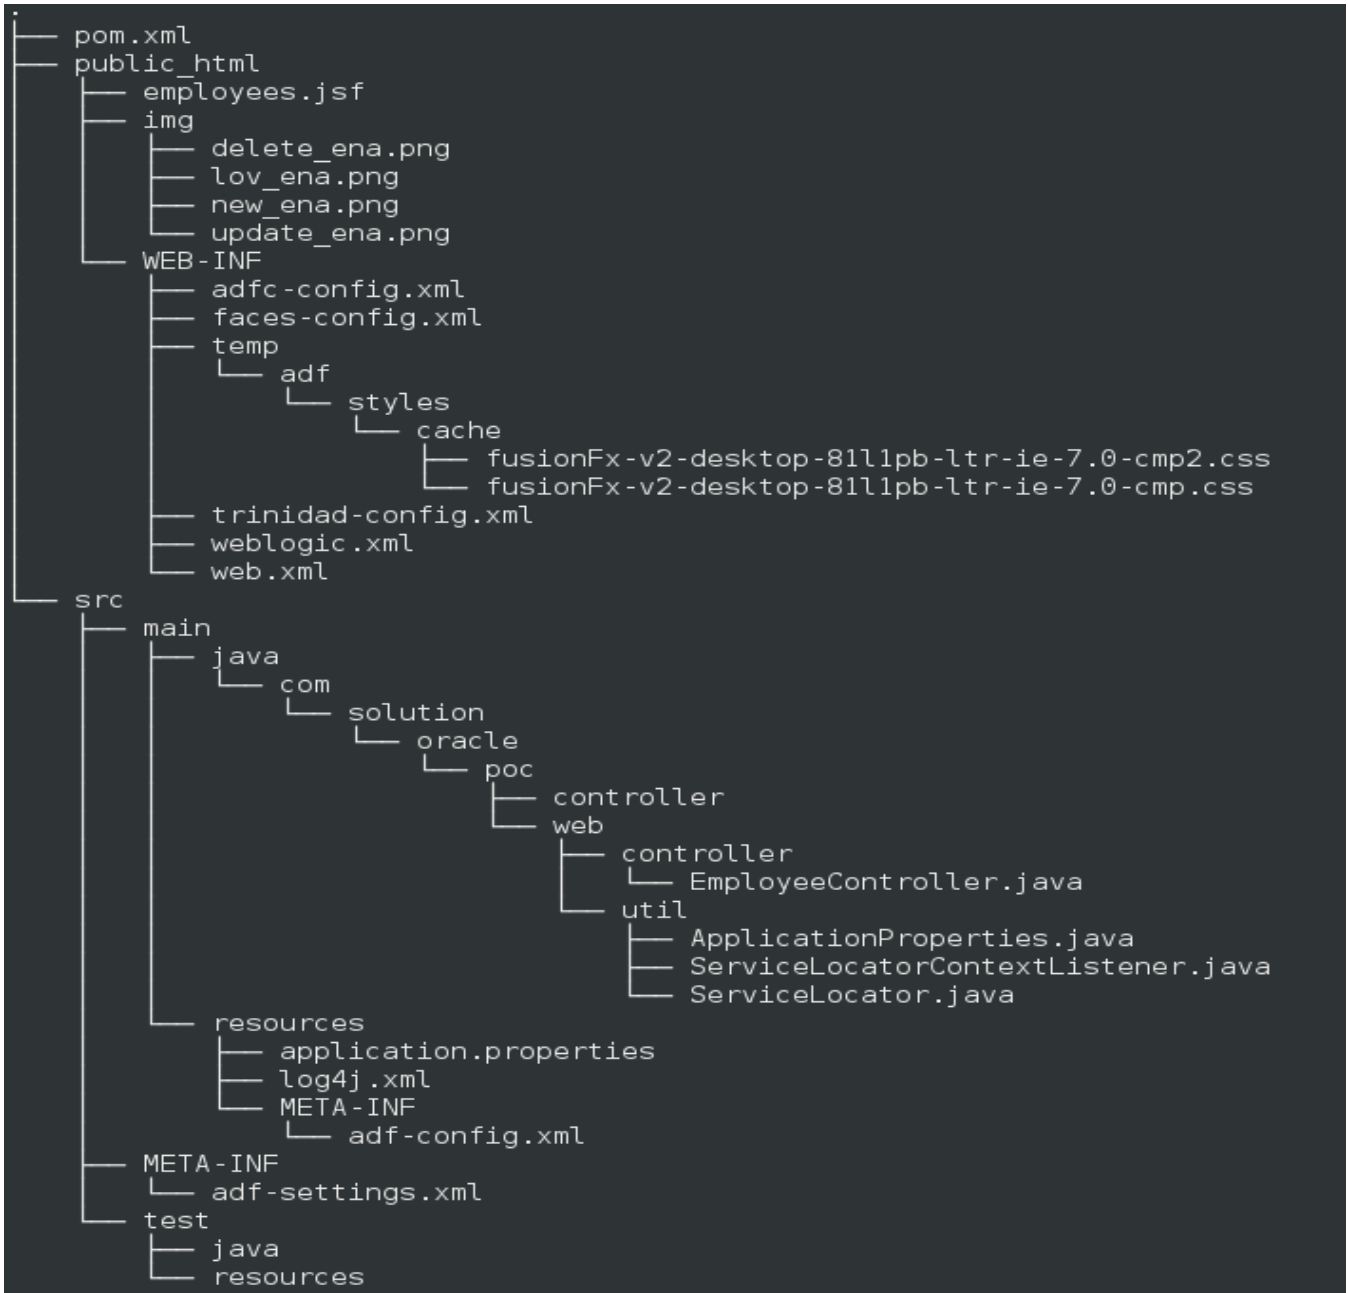 .
├── pom.xml
├── public_html
│   ├── employees.jsf
│   ├── img
│   │   ├── delete_ena.png
│   │   ├── lov_ena.png
│   │   ├── new_ena.png
│   │   └── update_ena.png
│   └── WEB-INF
│       ├── adfc-config.xml
│       ├── faces-config.xml
│       ├── temp
│       │   └── adf
│       │       └── styles
│       │           └── cache
│       │               ├── fusionFx-v2-desktop-81l1pb-ltr-ie-7.0-cmp2.css
│       │               └── fusionFx-v2-desktop-81l1pb-ltr-ie-7.0-cmp.css
│       ├── trinidad-config.xml
│       ├── weblogic.xml
│       └── web.xml
└── src
    ├── main
    │   ├── java
    │   │   └── com
    │   │       └── solution
    │   │           └── oracle
    │   │               └── poc
    │   │                   ├── controller
    │   │                   └── web
    │   │                       ├── controller
    │   │                       │   └── EmployeeController.java
    │   │                       └── util
    │   │                           ├── ApplicationProperties.java
    │   │                           ├── ServiceLocatorContextListener.java
    │   │                           └── ServiceLocator.java
    │   └── resources
    │       ├── application.properties
    │       ├── log4j.xml
    │       └── META-INF
    │           └── adf-config.xml
    ├── META-INF
    │   └── adf-settings.xml
    └── test
        ├── java
        └── resources